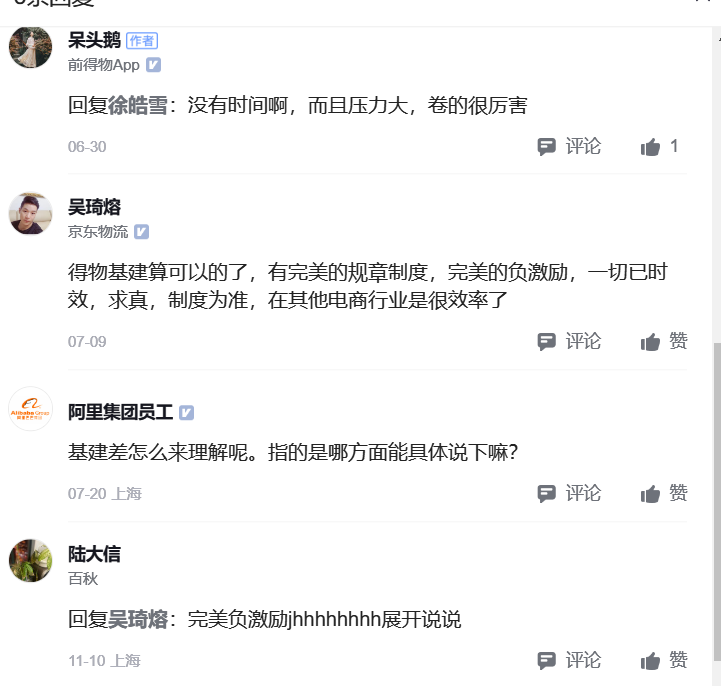 呆头鹅 作者
前得物App
回复徐皓雪：没有时间啊，而且压力大，卷的很厉害
06-30 评论 1
吴琦熔
京东物流
得物基建算可以的了，有完美的规章制度，完美的负激励，一切已时
效，求真，制度为准，在其他电商行业是很效率了
07-09 评论 赞
Alibaba Group
阿里集团员工
基建差怎么来理解呢。指的是哪方面能具体说下嘛？
07-20 上海 评论 赞
陆大信
百秋
回复吴琦熔：完美负激励jhhhhhhhh展开说说
11-10 上海 评论 赞